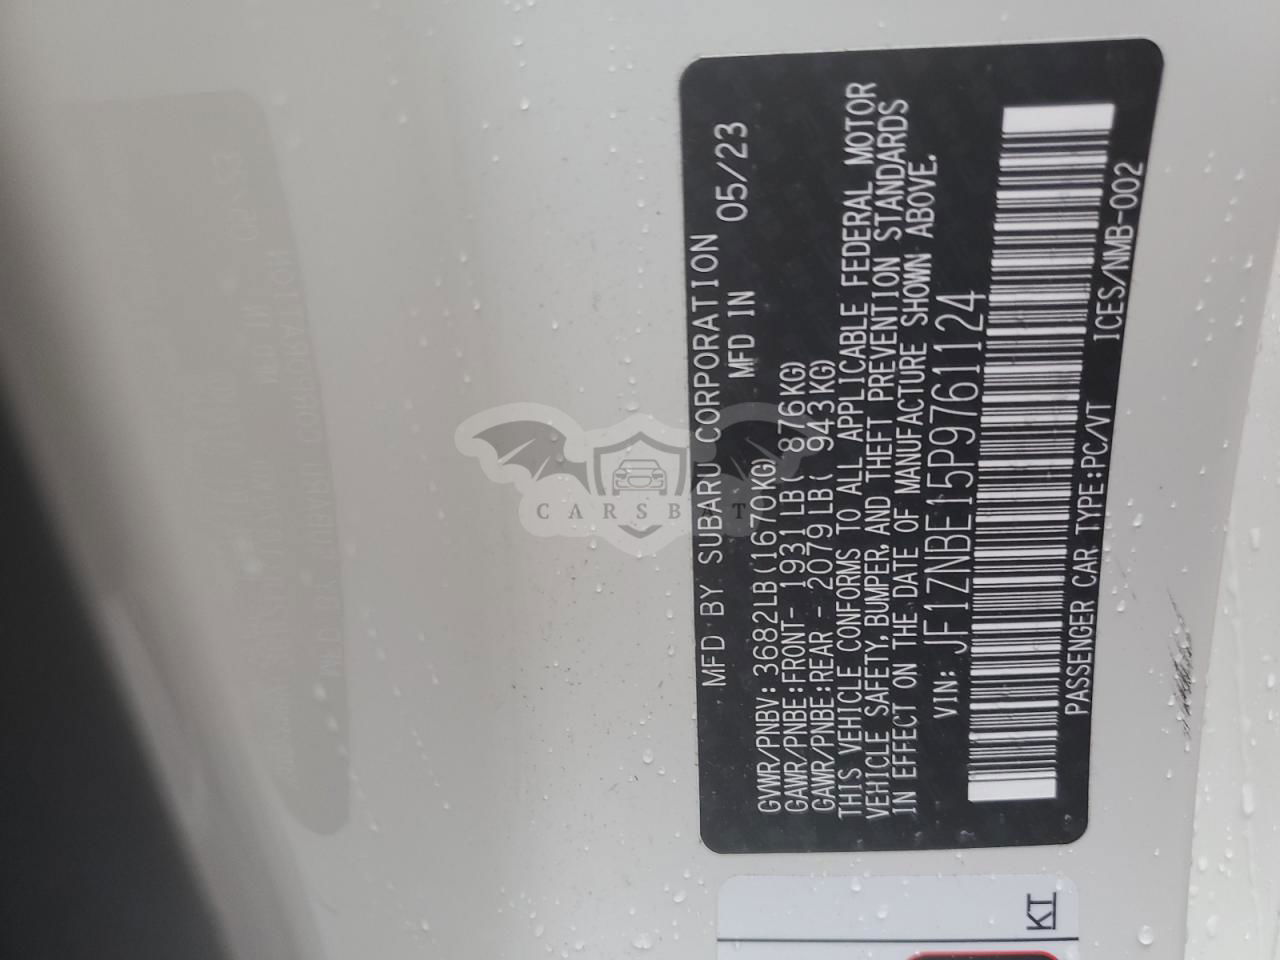 MFD BY SUBARU CORPORATION
MFD IN 05/23
GVWR/PNBV: 3682LB(1670KG)
GAWR/PNBE:FRONT- 1931LB( 876KG)
GAWR/PNBE:REAR - 2079LB( 943KG)
THIS VEHICLE CONFORMS TO ALL APPLICABLE FEDERAL MOTOR
VEHICLE SAFETY, BUMPER, AND THEFT PREVENTION STANDARDS
IN EFFECT ON THE DATE OF MANUFACTURE SHOWN ABOVE.
VIN: JF1ZNBE15P9761124
PASSENGER CAR TYPE:PC/VT ICES/NMB-002
KT
CARSBAT